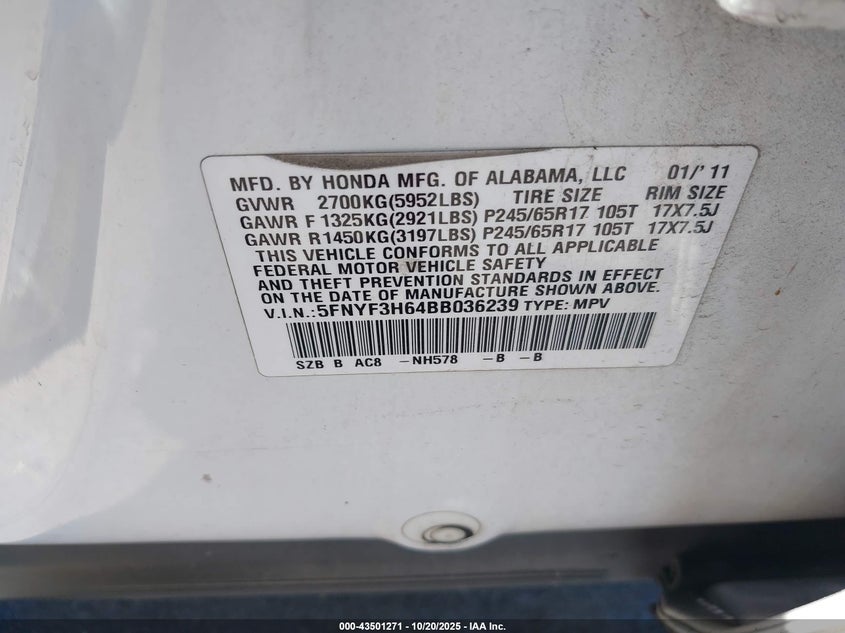 MFD. BY HONDA MFG. OF ALABAMA, LLC 01/'11
GVWR 2700KG(5952LBS) TIRE SIZE RIM SIZE
GAWR F1325KG(2921LBS) P245/65R17 105T 17X7.5J
GAWR R1450KG(3197LBS) P245/65R17 105T 17X7.5J
THIS VEHICLE CONFORMS TO ALL APPLICABLE
FEDERAL MOTOR VEHICLE SAFETY
AND THEFT PREVENTION STANDARDS IN EFFECT
ON THE DATE OF MANUFACTURE SHOWN ABOVE.
V.I.N.:5FNYF3H64BB036239 TYPE: MPV
SZB B AC8 -NH578 -B -B
000-43501271 | 10/20/2025 | IAA Inc.